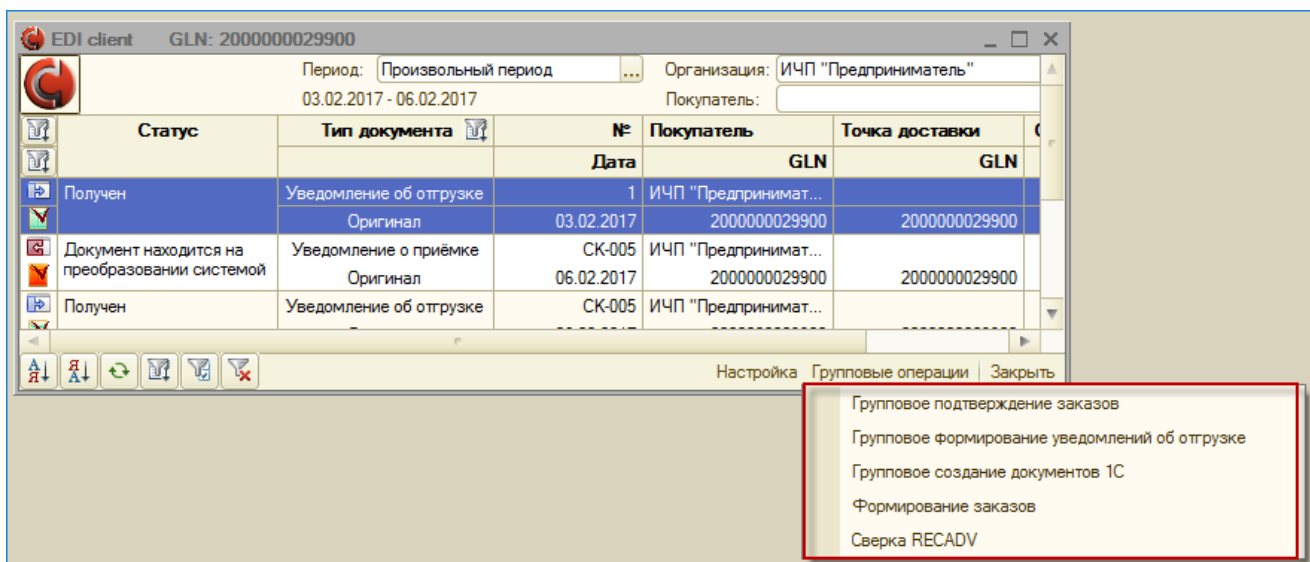 EDI client GLN: 2000000029900
Период: Произвольный период ... Организация: ИЧП "Предприниматель"
03.02.2017 - 06.02.2017 Покупатель:
Статус Тип документа № Покупатель Точка доставки
Дата GLN GLN
Получен Уведомление об отгрузке 1 ИЧП "Предпринимат...
Оригинал 03.02.2017 2000000029900 2000000029900
Документ находится на Уведомление о приёмке СК-005 ИЧП "Предпринимат...
преобразовании системой Оригинал 06.02.2017 2000000029900 2000000029900
Получен Уведомление об отгрузке СК-005 ИЧП "Предпринимат...
Настройка Групповые операции Закрыть
Групповое подтверждение заказов
Групповое формирование уведомлений об отгрузке
Групповое создание документов 1С
Формирование заказов
Сверка RECADV